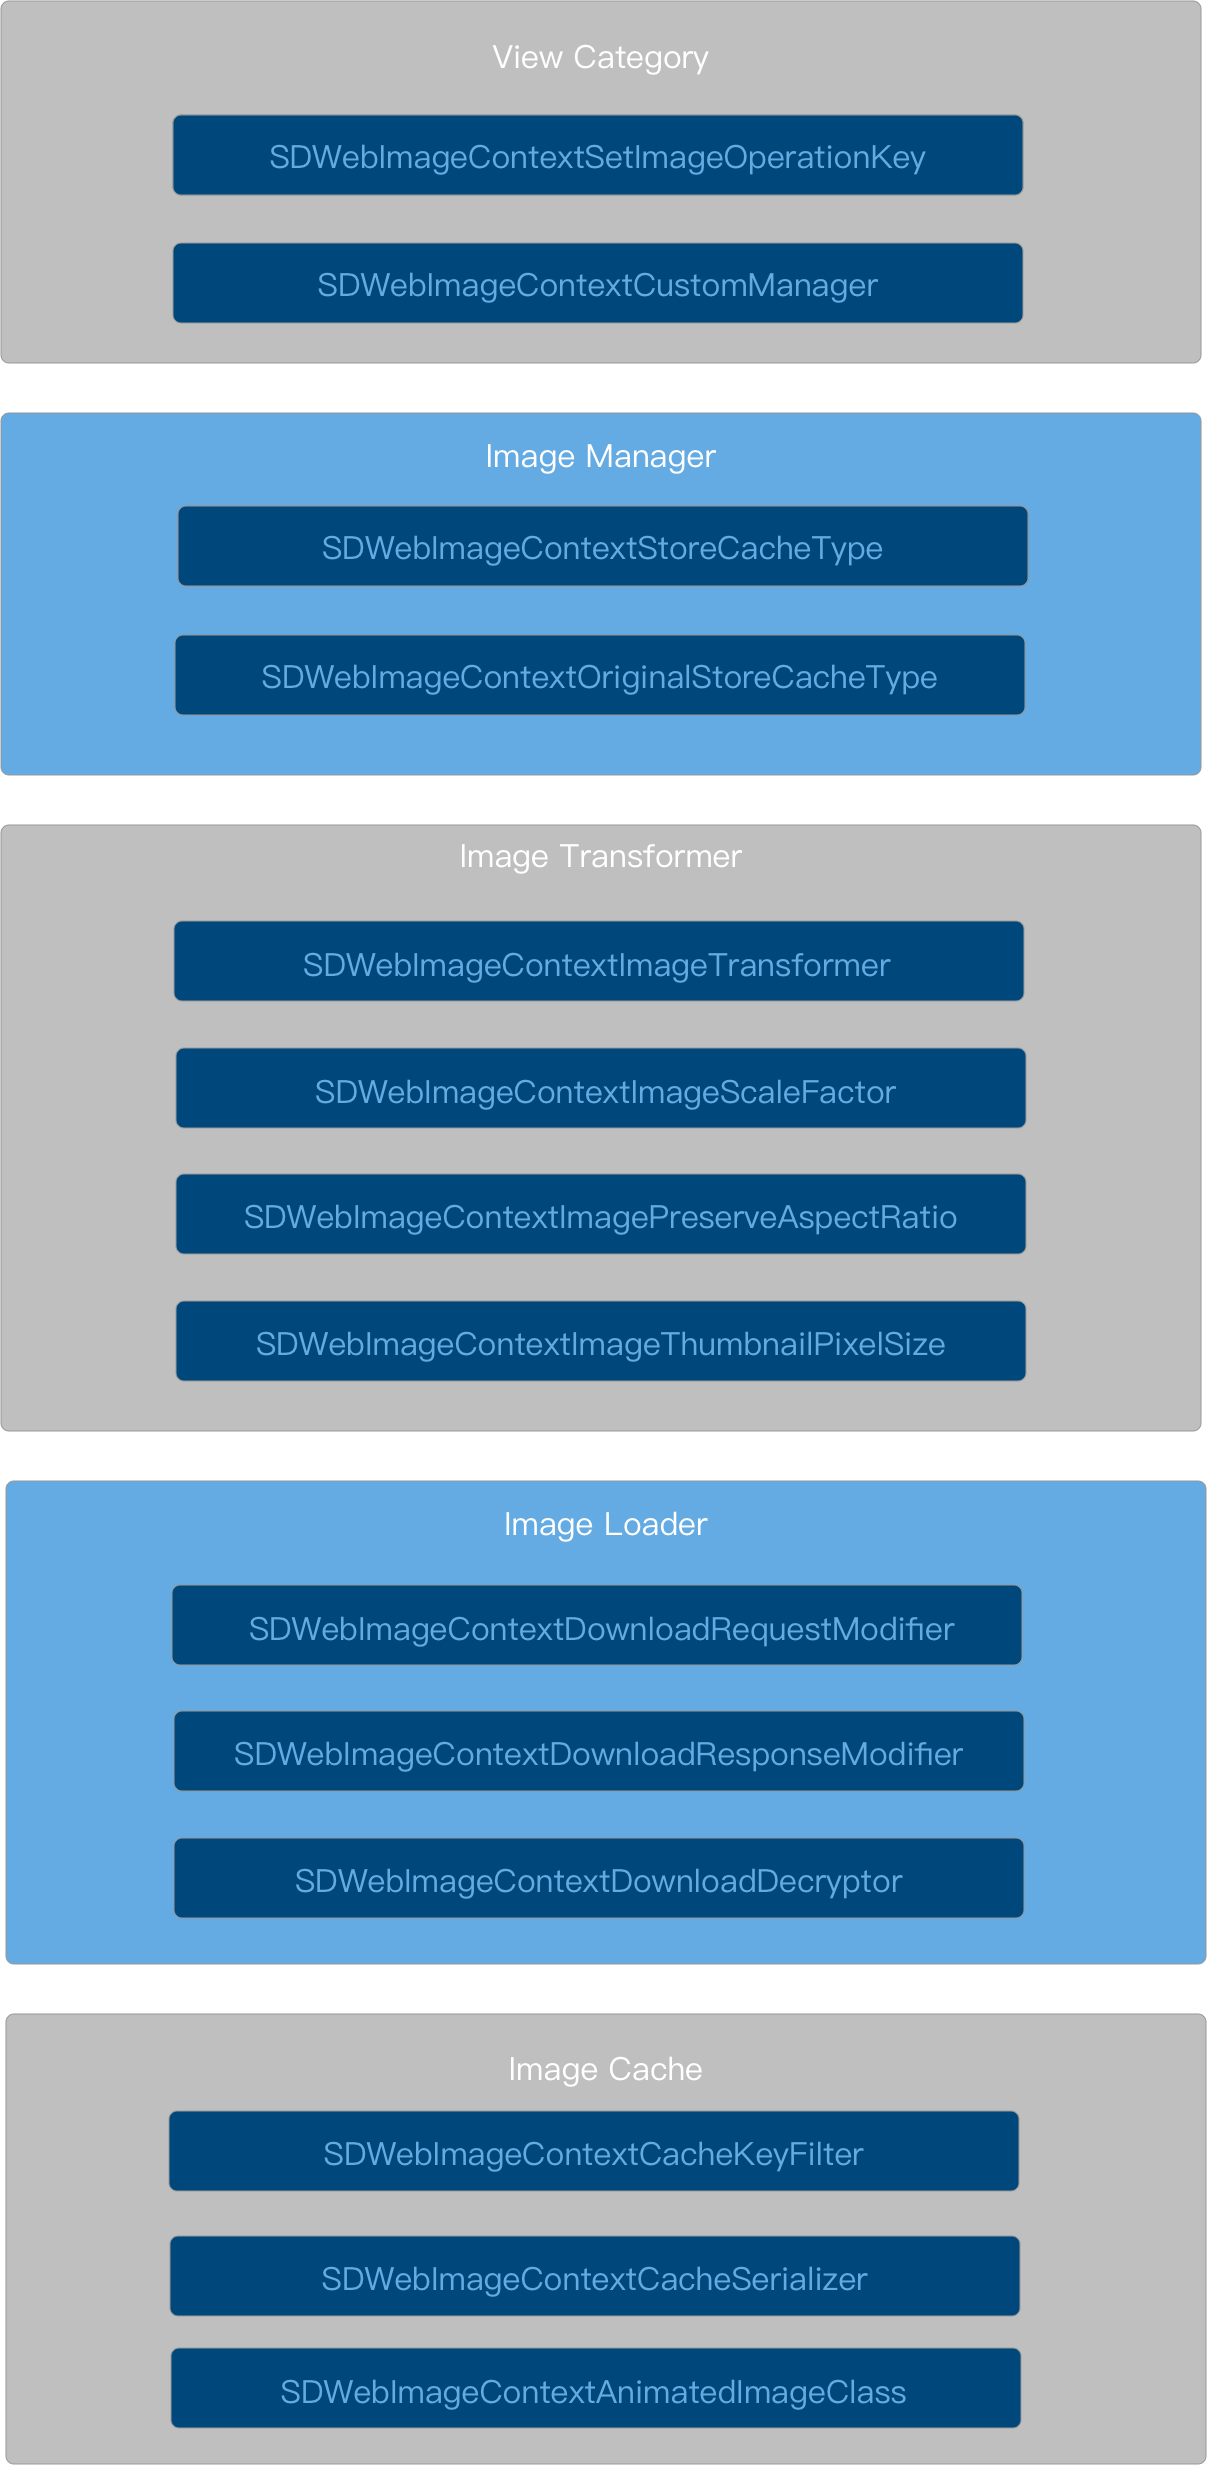 View Category
SDWebImageContextSetImageOperationKey
SDWebImageContextCustomManager
Image Manager
SDWebImageContextStoreCacheType
SDWebImageContextOriginalStoreCacheType
Image Transformer
SDWebImageContextImageTransformer
SDWebImageContextImageScaleFactor
SDWebImageContextImagePreserveAspectRatio
SDWebImageContextImageThumbnailPixelSize
Image Loader
SDWebImageContextDownloadRequestModifier
SDWebImageContextDownloadResponseModifier
SDWebImageContextDownloadDecryptor
Image Cache
SDWebImageContextCacheKeyFilter
SDWebImageContextCacheSerializer
SDWebImageContextAnimatedImageClass